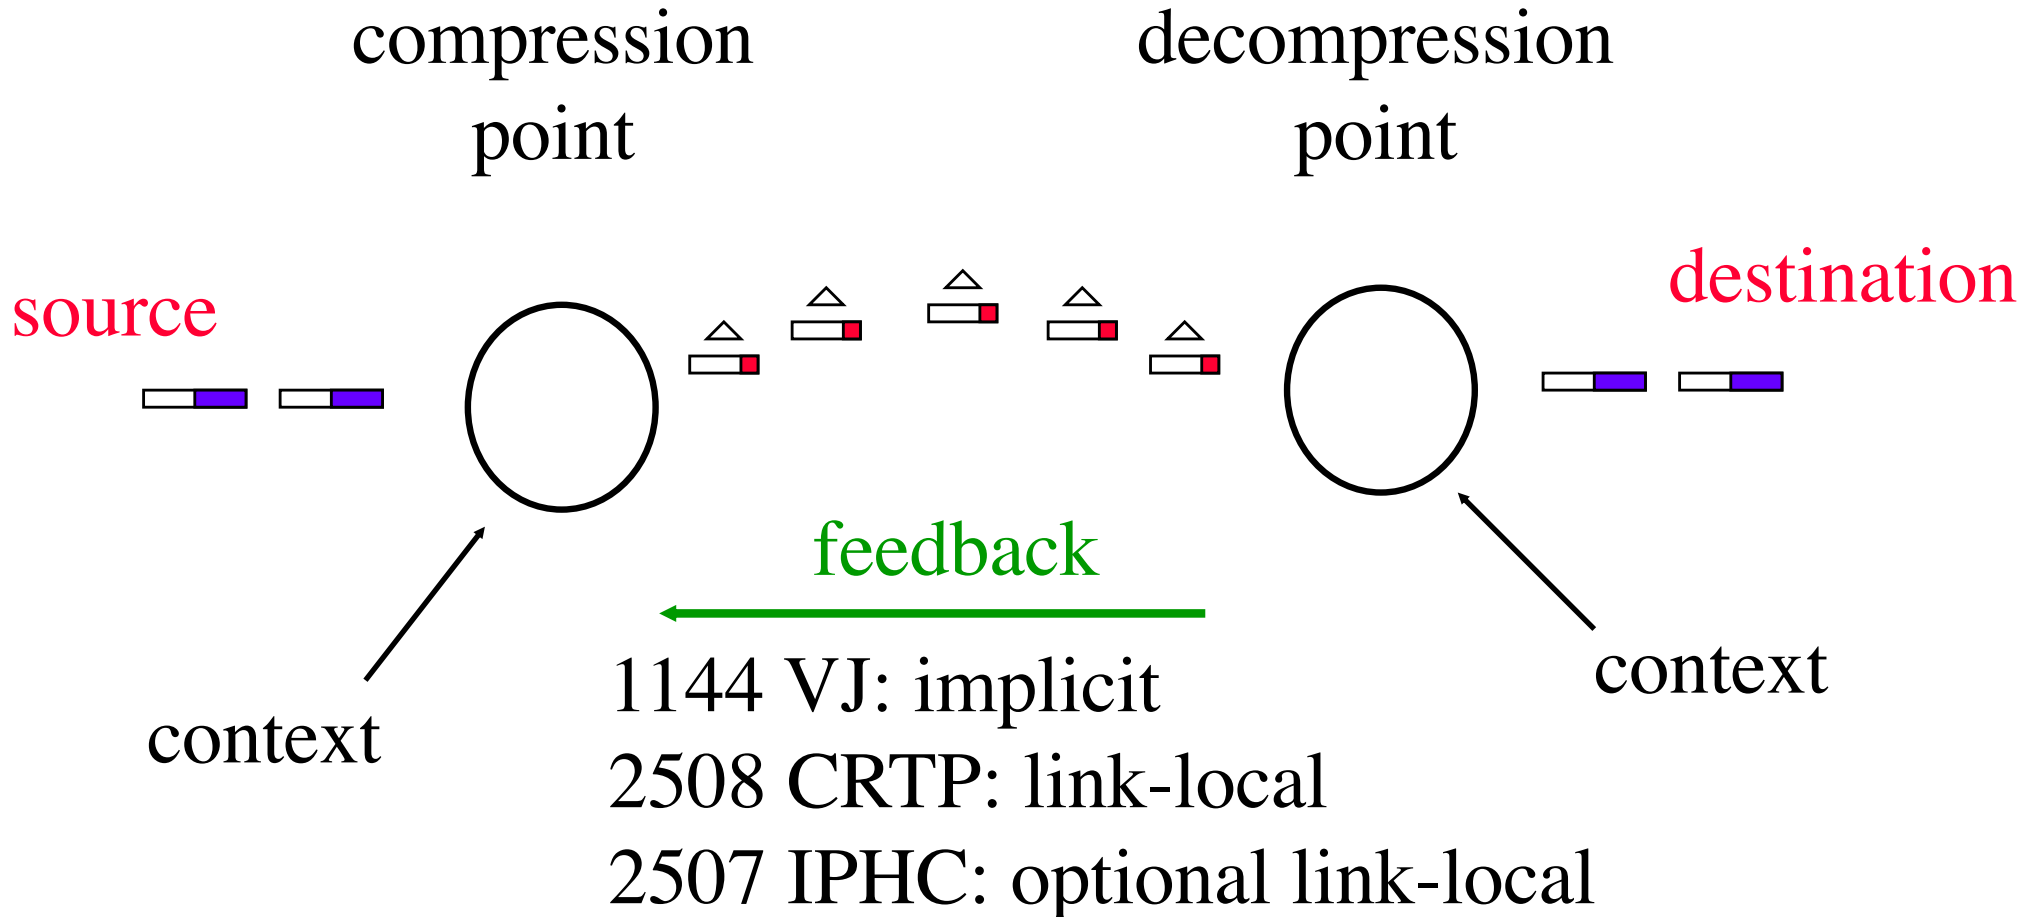 compression
point
decompression
point
source
destination
feedback
context
context
1144 VJ: implicit
2508 CRTP: link-local
2507 IPHC: optional link-local